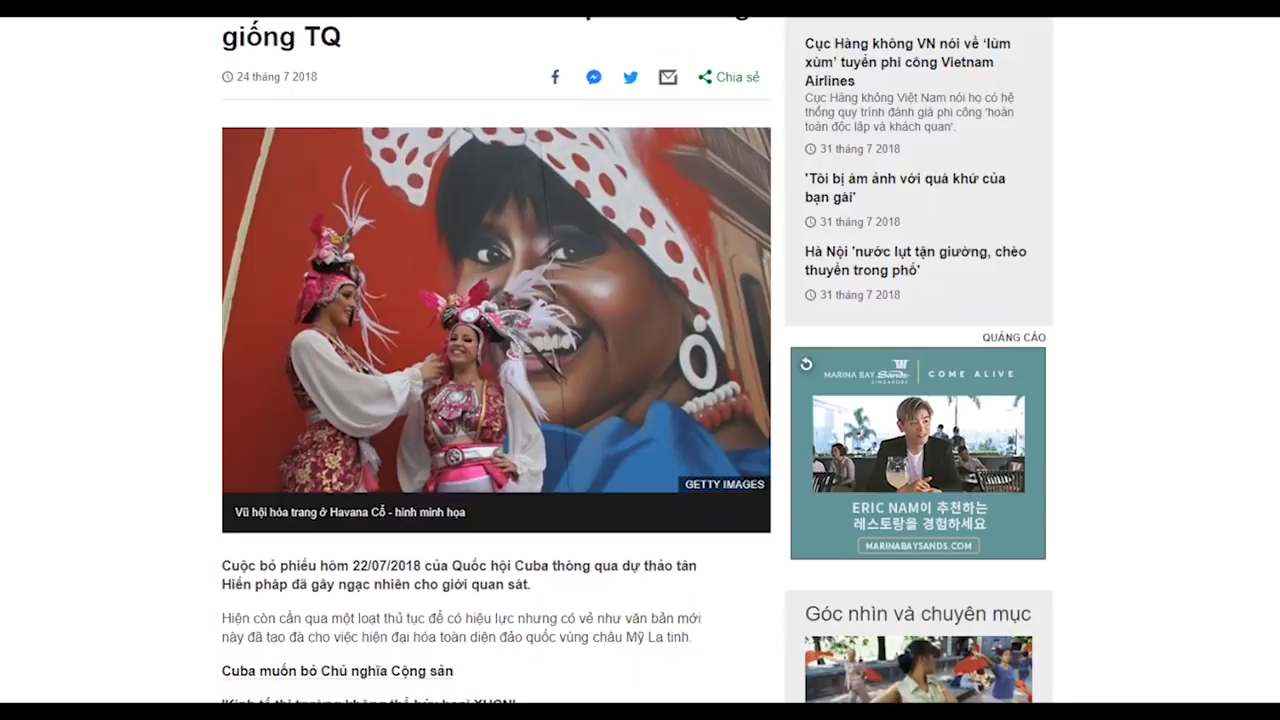 giống TQ
24 tháng 7 2018
Chia sẻ
GETTY IMAGES
Vũ hội hóa trang ở Havana Cổ - hình minh họa
Cuộc bỏ phiếu hôm 22/07/2018 của Quốc hội Cuba thông qua dự thảo tân
Hiến pháp đã gây ngạc nhiên cho giới quan sát.
Hiện còn cần qua một loạt thủ tục để có hiệu lực nhưng có vẻ như văn bản mới
này đã tạo đà cho việc hiện đại hóa toàn diện đảo quốc vùng châu Mỹ La tinh.
Cuba muốn bỏ Chủ nghĩa Cộng sản
Cục Hàng không VN nói về 'lùm
xùm' tuyển phi công Vietnam
Airlines
Cục Hàng không Việt Nam nói họ có hệ
thống quy trình đánh giá phi công 'hoàn
toàn độc lập và khách quan'.
31 tháng 7 2018
'Tôi bị ám ảnh với quá khứ của
bạn gái'
31 tháng 7 2018
Hà Nội 'nước lụt tận giường, chèo
thuyền trong phố'
31 tháng 7 2018
QUẢNG CÁO
MARINA BAY Sands
SINGAPORE
COME ALIVE
ERIC NAM이 추천하는
레스토랑을 경험하세요
MARINABAYSANDS.COM
Góc nhìn và chuyên mục